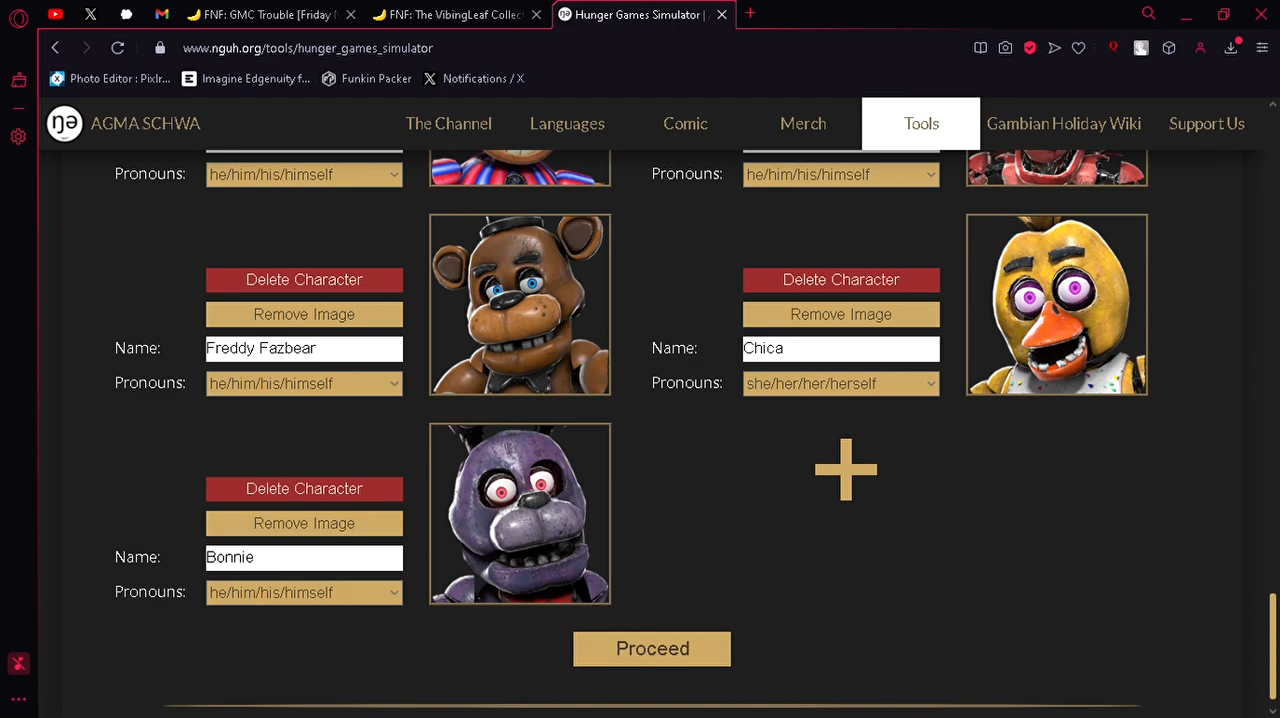 FNF: GMC Trouble [Friday N
FNF: The VibingLeaf Collect
Hunger Games Simulator |
www.nguh.org/tools/hunger_games_simulator
Photo Editor : Pixlr...
Imagine Edgenuity f...
Funkin Packer
Notifications / X
ŋə
AGMA SCHWA
The Channel
Languages
Comic
Merch
Tools
Gambian Holiday Wiki
Support Us
Pronouns: he/him/his/himself
Pronouns: he/him/his/himself
Delete Character
Remove Image
Name: Freddy Fazbear
Pronouns: he/him/his/himself
Delete Character
Remove Image
Name: Chica
Pronouns: she/her/her/herself
Delete Character
Remove Image
Name: Bonnie
Pronouns: he/him/his/himself
Proceed